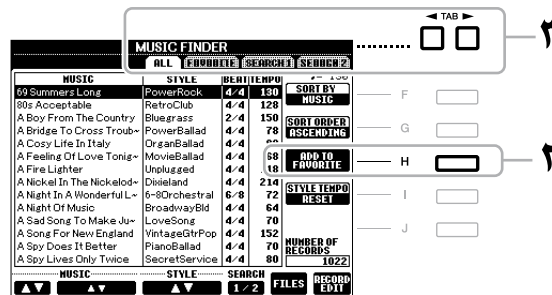 ◄ TAB ►
۲
MUSIC FINDER
ALL FAVORITE SEARCH 1 SEARCH 2
MUSIC STYLE BEAT TEMPO
69 Summers Long PowerRock 4/4 130
80s Acceptable RetroClub 4/4 128
A Boy From The Country Bluegrass 2/4 150
A Bridge To Cross Troub~ PowerBallad 4/4 78
A Cosy Life In Italy OrganBallad 4/4
A Feeling Of Love Tonig~ MovieBallad 4/4 68
A Fire Lighter Unplugged 4/4
A Nickel In The Nickelod~ Dixieland 4/4 214
A Night In A Wonderful L~ 6-8Orchestral 6/8 72
A Night Of Music BroadwayBld 4/4 64
A Sad Song To Make Ju~ LoveSong 4/4 70
A Song For New England VintageGtrPop 4/4 152
A Spy Does It Better PianoBallad 4/4 70
A Spy Lives Only Twice SecretService 4/4 80
SORT BY
MUSIC
F
SORT ORDER
ASCENDING
G
ADD TO
FAVORITE
H
STYLE TEMPO
RESET
I
J
NUMBER OF
RECORDS
1022
MUSIC STYLE SEARCH
▲▼ ▲▼ ▲▼ 1/2 FILES RECORD EDIT